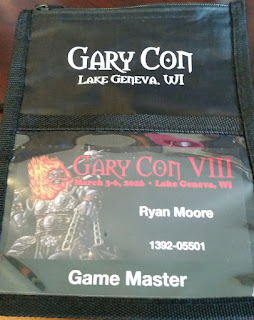 GARY CON
LAKE GENEVA, WI
GARY CON VIII
March 3-6, 2016 • Lake Geneva, WI
Ryan Moore
1392-05501
Game Master